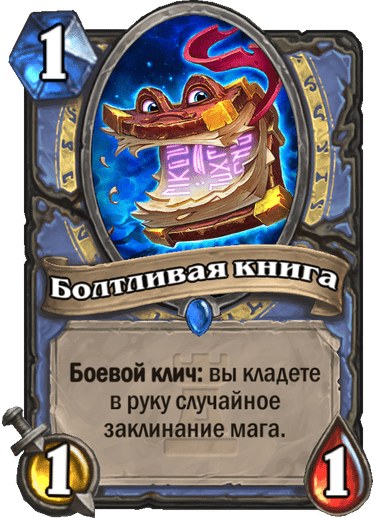 1
Болтливая книга
Боевой клич: вы кладете
в руку случайное
заклинание мага.
1
1